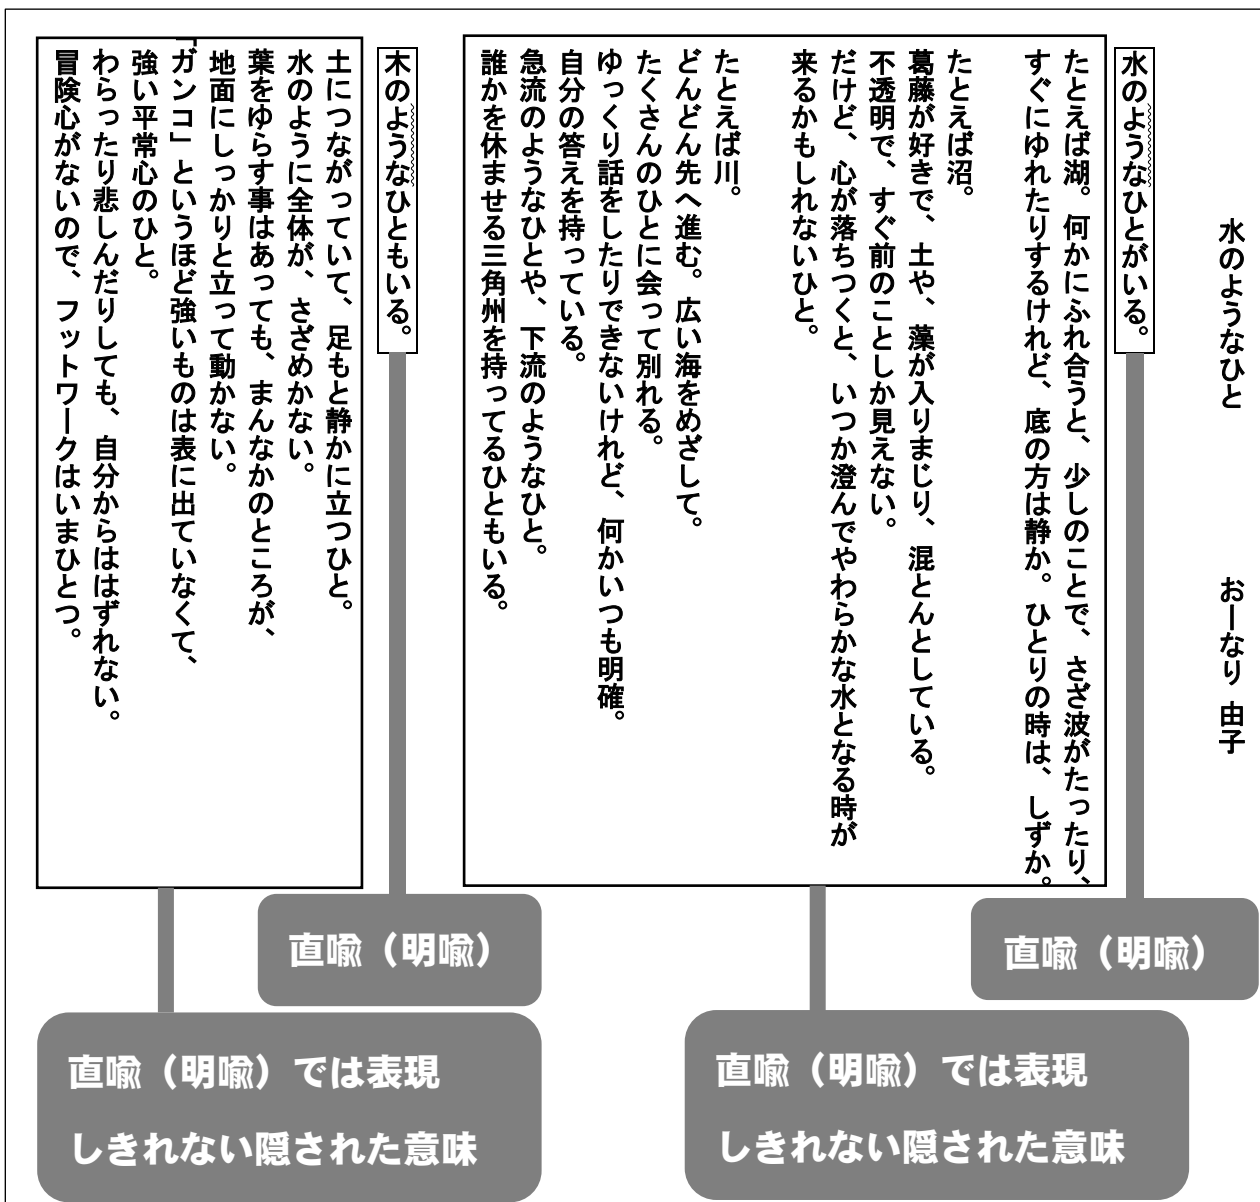 水のようなひと　おーなり 由子
水のようなひとがいる。
たとえば湖。何かにふれ合うと、少しのことで、さざ波がたったり、
すぐにゆれたりするけれど、底の方は静か。ひとりの時は、しずか。
たとえば沼。
葛藤が好きで、土や、藻が入りまじり、混とんとしている。
不透明で、すぐ前のことしか見えない。
だけど、心が落ちつくと、いつか澄んでやわらかな水となる時が
来るかもしれないひと。
たとえば川。
どんどん先へ進む。広い海をめざして。
たくさんのひとに会って別れる。
ゆっくり話をしたりできないけれど、何かいつも明確。
自分の答えを持っている。
急流のようなひとや、下流のようなひと。
誰かを休ませる三角州を持ってるひともいる。
木のようなひともいる。
土につながっていて、足もと静かに立つひと。
水のように全体が、さざめかない。
葉をゆらす事はあっても、まんなかのところが、
地面にしっかりと立って動かない。
「ガンコ」というほど強いものは表に出ていなくて、
強い平常心のひと。
わらったり悲しんだりしても、自分からははずれない。
冒険心がないので、フットワークはいまひとつ。
直喩（明喩）
直喩（明喩）では表現
しきれない隠された意味
直喩（明喩）
直喩（明喩）では表現
しきれない隠された意味